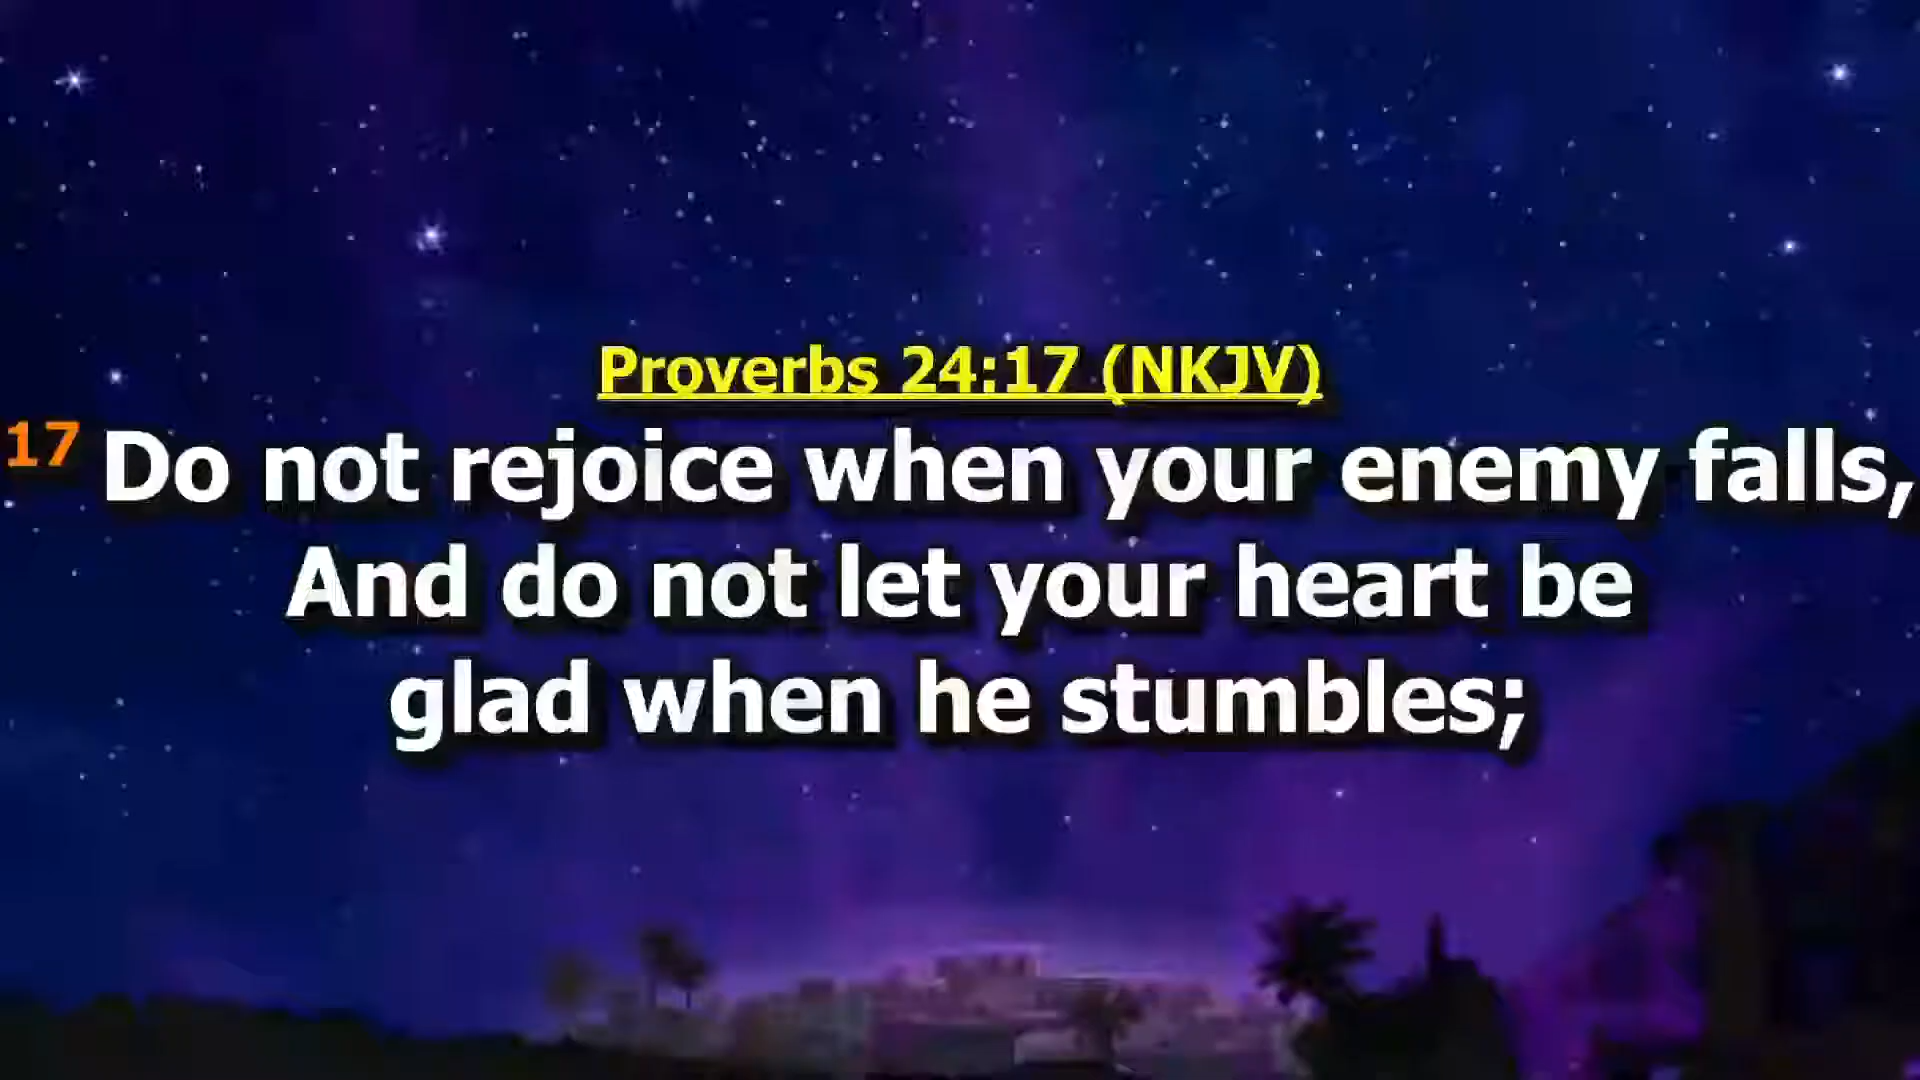 Proverbs 24:17 (NKJV)
17 Do not rejoice when your enemy falls,
And do not let your heart be
glad when he stumbles;